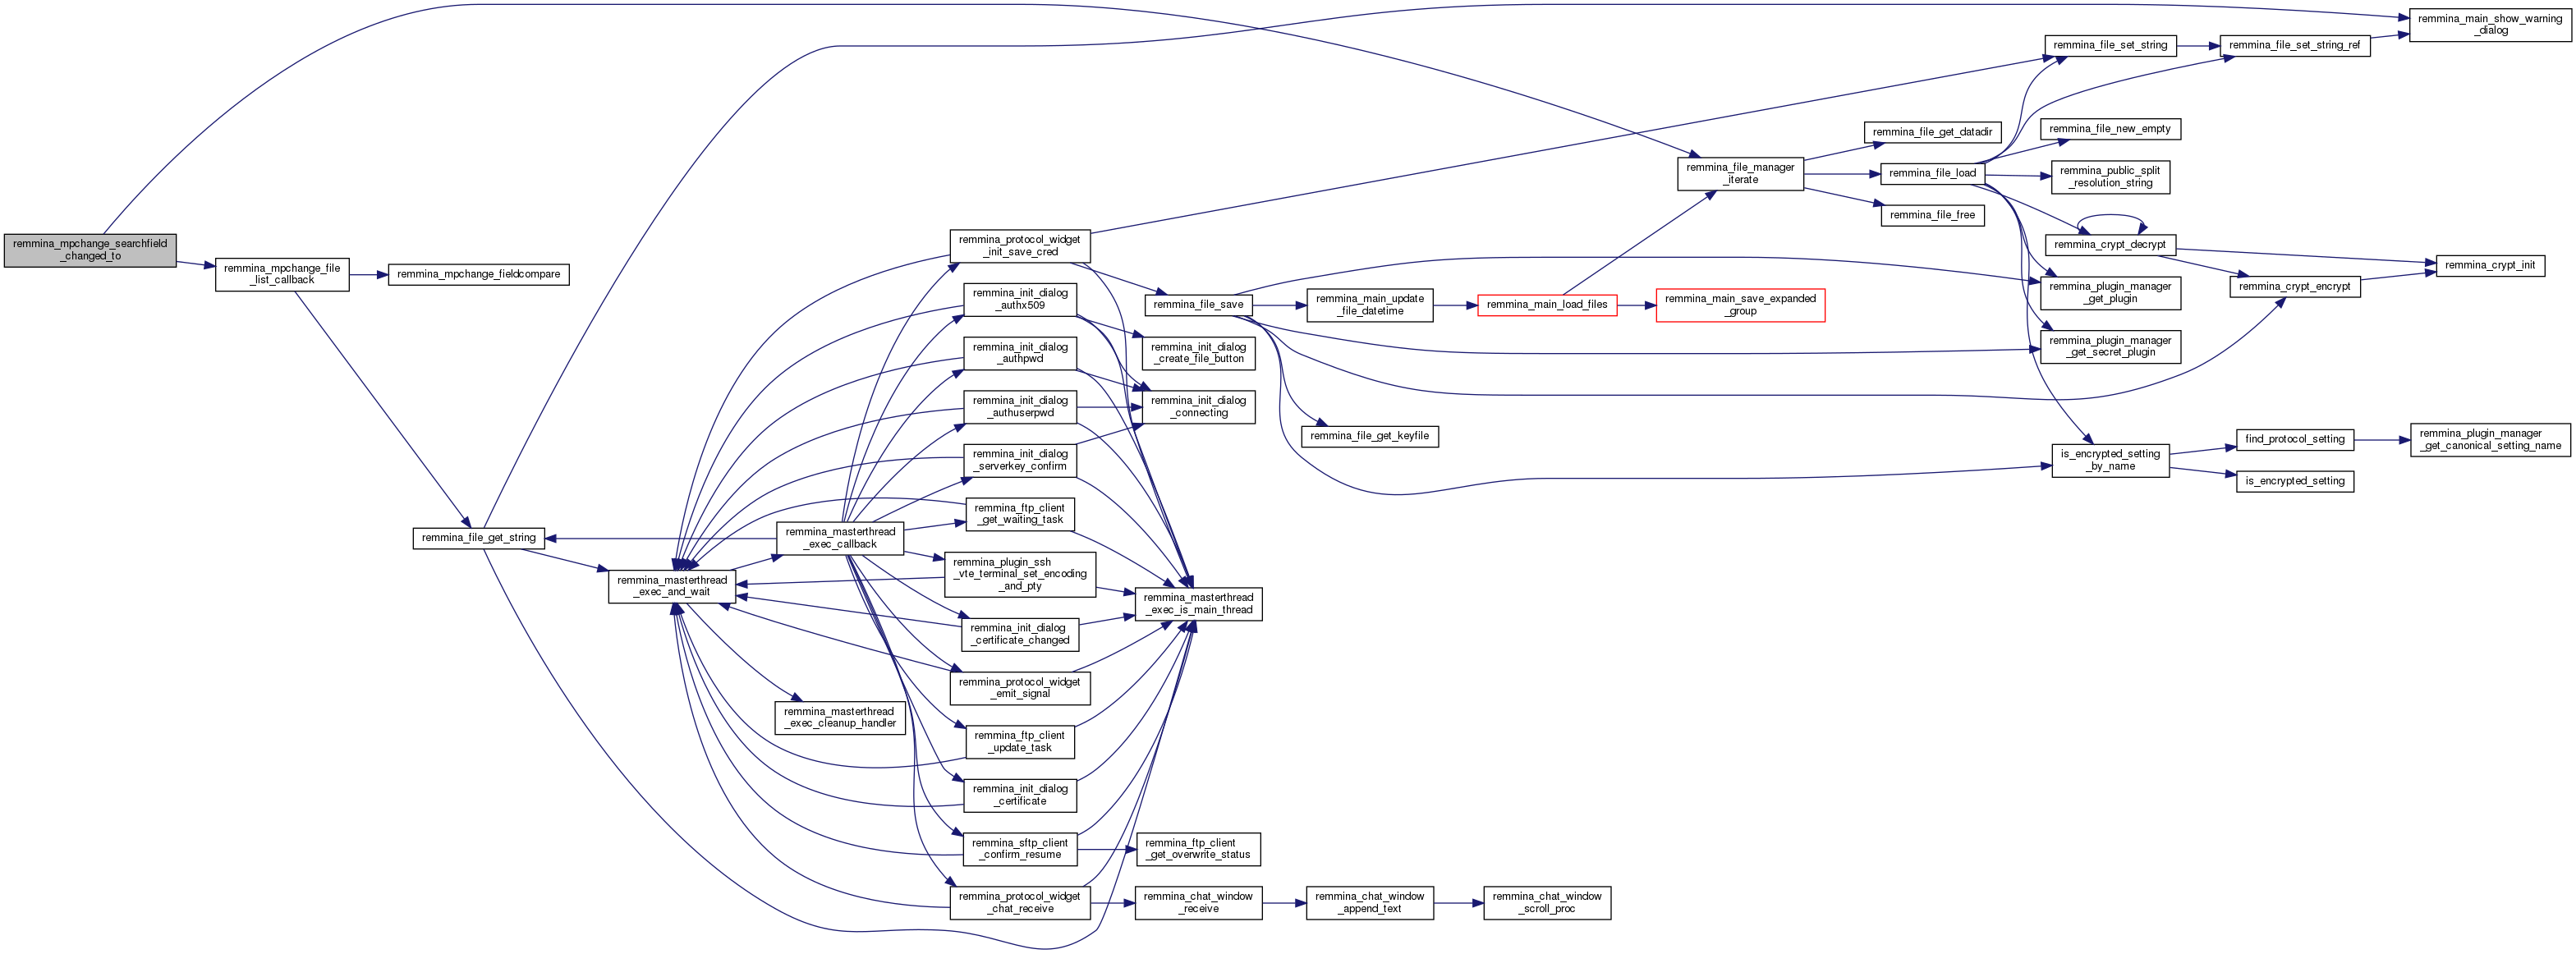 remmina_mpchange_searchfield
_changed_to
remmina_mpchange_file
_list_callback
remmina_mpchange_fieldcompare
remmina_file_get_string
remmina_masterthread
_exec_and_wait
remmina_masterthread
_exec_callback
remmina_masterthread
_exec_cleanup_handler
remmina_protocol_widget
_init_save_cred
remmina_init_dialog
_authx509
remmina_init_dialog
_authpwd
remmina_init_dialog
_authuserpwd
remmina_init_dialog
_serverkey_confirm
remmina_ftp_client
_get_waiting_task
remmina_plugin_ssh
_vte_terminal_set_encoding
_and_pty
remmina_init_dialog
_certificate_changed
remmina_protocol_widget
_emit_signal
remmina_ftp_client
_update_task
remmina_init_dialog
_certificate
remmina_sftp_client
_confirm_resume
remmina_protocol_widget
_chat_receive
remmina_file_save
remmina_init_dialog
_create_file_button
remmina_init_dialog
_connecting
remmina_masterthread
_exec_is_main_thread
remmina_ftp_client
_get_overwrite_status
remmina_chat_window
_receive
remmina_main_update
_file_datetime
remmina_file_get_keyfile
remmina_chat_window
_append_text
remmina_main_load_files
remmina_chat_window
_scroll_proc
remmina_file_manager
_iterate
remmina_main_save_expanded
_group
remmina_file_get_datadir
remmina_file_load
remmina_file_free
remmina_file_set_string
remmina_file_new_empty
remmina_public_split
_resolution_string
remmina_crypt_decrypt
remmina_plugin_manager
_get_plugin
remmina_plugin_manager
_get_secret_plugin
is_encrypted_setting
_by_name
remmina_file_set_string_ref
remmina_crypt_encrypt
find_protocol_setting
is_encrypted_setting
remmina_main_show_warning
_dialog
remmina_crypt_init
remmina_plugin_manager
_get_canonical_setting_name